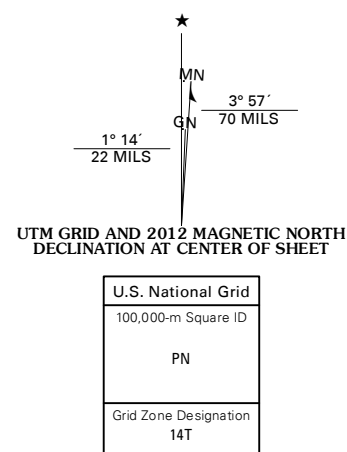 ★
MN
3° 57´
70 MILS
GN
1° 14´
22 MILS
UTM GRID AND 2012 MAGNETIC NORTH
DECLINATION AT CENTER OF SHEET
U.S. National Grid
100,000-m Square ID
PN
Grid Zone Designation
14T